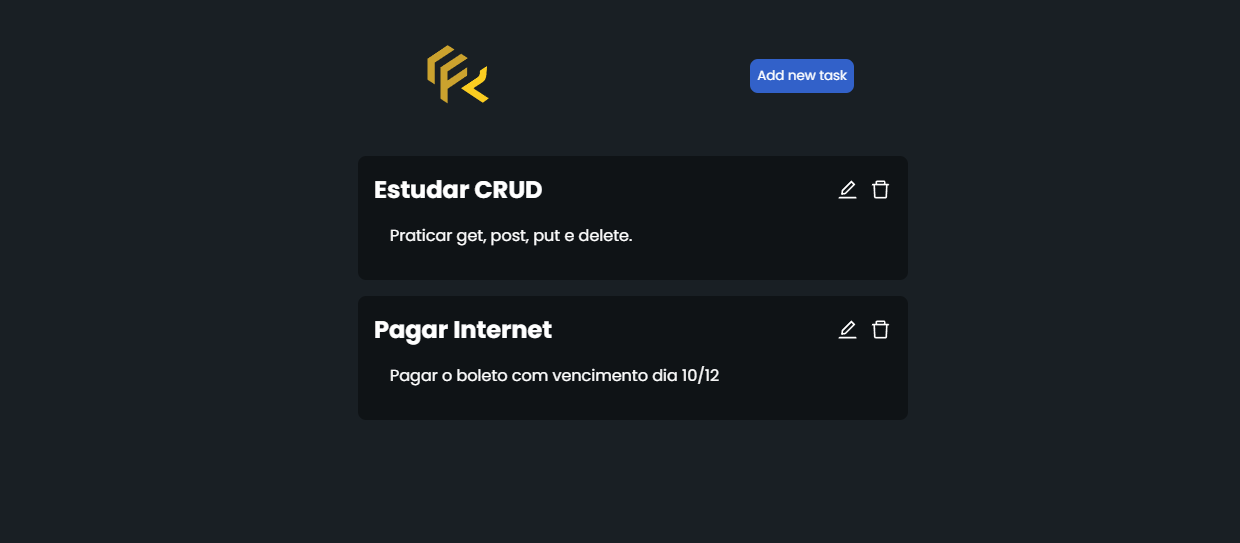 Add new task
Estudar CRUD
Praticar get, post, put e delete.
Pagar Internet
Pagar o boleto com vencimento dia 10/12